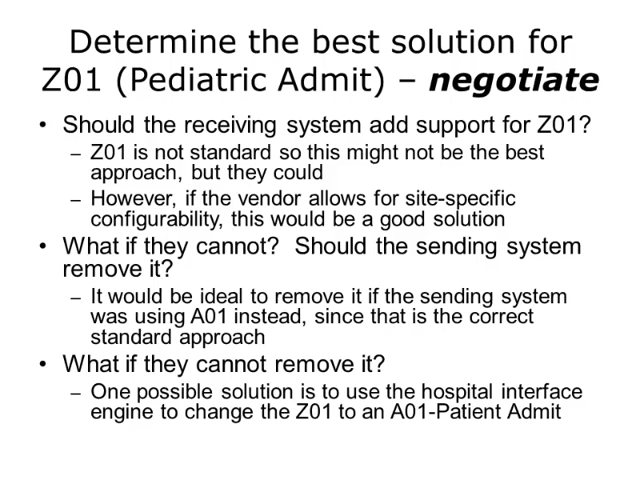 Determine the best solution for
Z01 (Pediatric Admit) – negotiate
• Should the receiving system add support for Z01?
– Z01 is not standard so this might not be the best
approach, but they could
– However, if the vendor allows for site-specific
configurability, this would be a good solution
• What if they cannot?  Should the sending system
remove it?
– It would be ideal to remove it if the sending system
was using A01 instead, since that is the correct
standard approach
• What if they cannot remove it?
– One possible solution is to use the hospital interface
engine to change the Z01 to an A01-Patient Admit